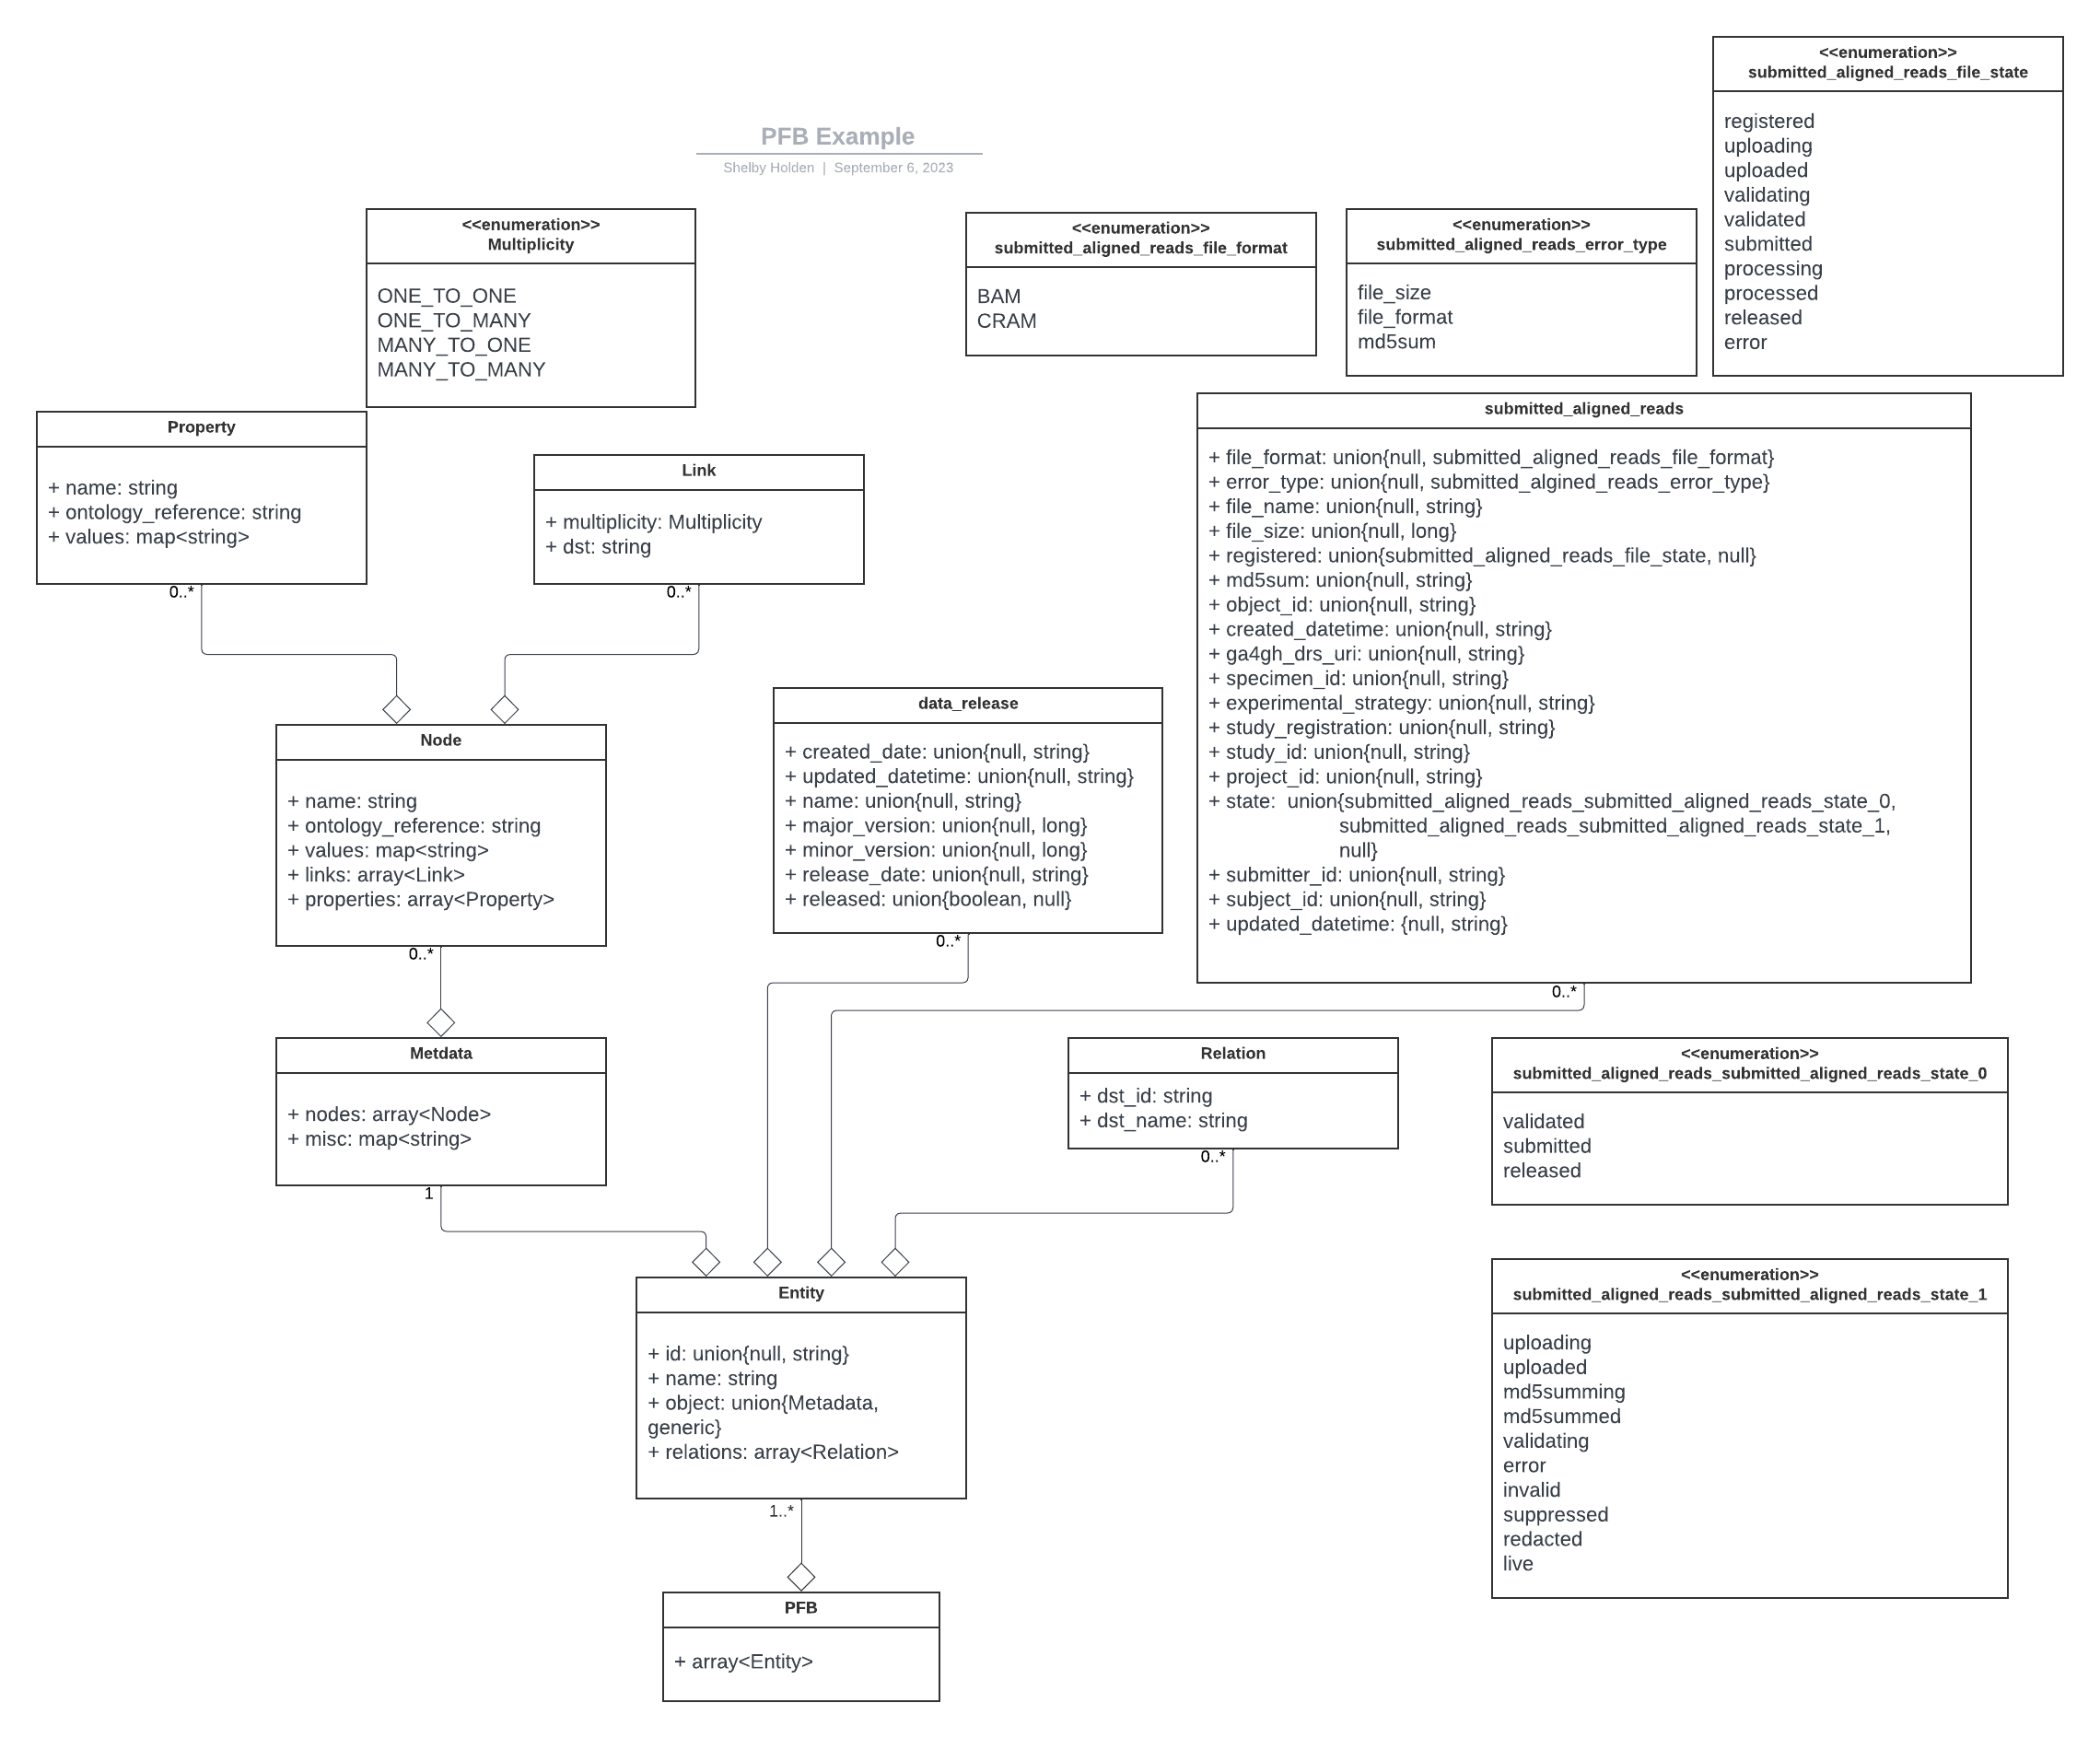 <<enumeration>>
submitted_aligned_reads_file_state
registered
uploading
uploaded
validating
validated
submitted
processing
processed
released
error
PFB Example
Shelby Holden | September 6, 2023
<<enumeration>>
Multiplicity
ONE_TO_ONE
ONE_TO_MANY
MANY_TO_ONE
MANY_TO_MANY
<<enumeration>>
submitted_aligned_reads_file_format
BAM
CRAM
<<enumeration>>
submitted_aligned_reads_error_type
file_size
file_format
md5sum
Property
+ name: string
+ ontology_reference: string
+ values: map<string>
0..*
Link
+ multiplicity: Multiplicity
+ dst: string
0..*
submitted_aligned_reads
+ file_format: union{null, submitted_aligned_reads_file_format}
+ error_type: union{null, submitted_algined_reads_error_type}
+ file_name: union{null, string}
+ file_size: union{null, long}
+ registered: union{submitted_aligned_reads_file_state, null}
+ md5sum: union{null, string}
+ object_id: union{null, string}
+ created_datetime: union{null, string}
+ ga4gh_drs_uri: union{null, string}
+ specimen_id: union{null, string}
+ experimental_strategy: union{null, string}
+ study_registration: union{null, string}
+ study_id: union{null, string}
+ project_id: union{null, string}
+ state: union{submitted_aligned_reads_submitted_aligned_reads_state_0,
submitted_aligned_reads_submitted_aligned_reads_state_1,
null}
+ submitter_id: union{null, string}
+ subject_id: union{null, string}
+ updated_datetime: {null, string}
0..*
Node
+ name: string
+ ontology_reference: string
+ values: map<string>
+ links: array<Link>
+ properties: array<Property>
0..*
data_release
+ created_date: union{null, string}
+ updated_datetime: union{null, string}
+ name: union{null, string}
+ major_version: union{null, long}
+ minor_version: union{null, long}
+ release_date: union{null, string}
+ released: union{boolean, null}
0..*
Metdata
+ nodes: array<Node>
+ misc: map<string>
1
Relation
+ dst_id: string
+ dst_name: string
0..*
<<enumeration>>
submitted_aligned_reads_submitted_aligned_reads_state_0
validated
submitted
released
Entity
+ id: union{null, string}
+ name: string
+ object: union{Metadata,
generic}
+ relations: array<Relation>
1..*
<<enumeration>>
submitted_aligned_reads_submitted_aligned_reads_state_1
uploading
uploaded
md5summing
md5summed
validating
error
invalid
suppressed
redacted
live
PFB
+ array<Entity>